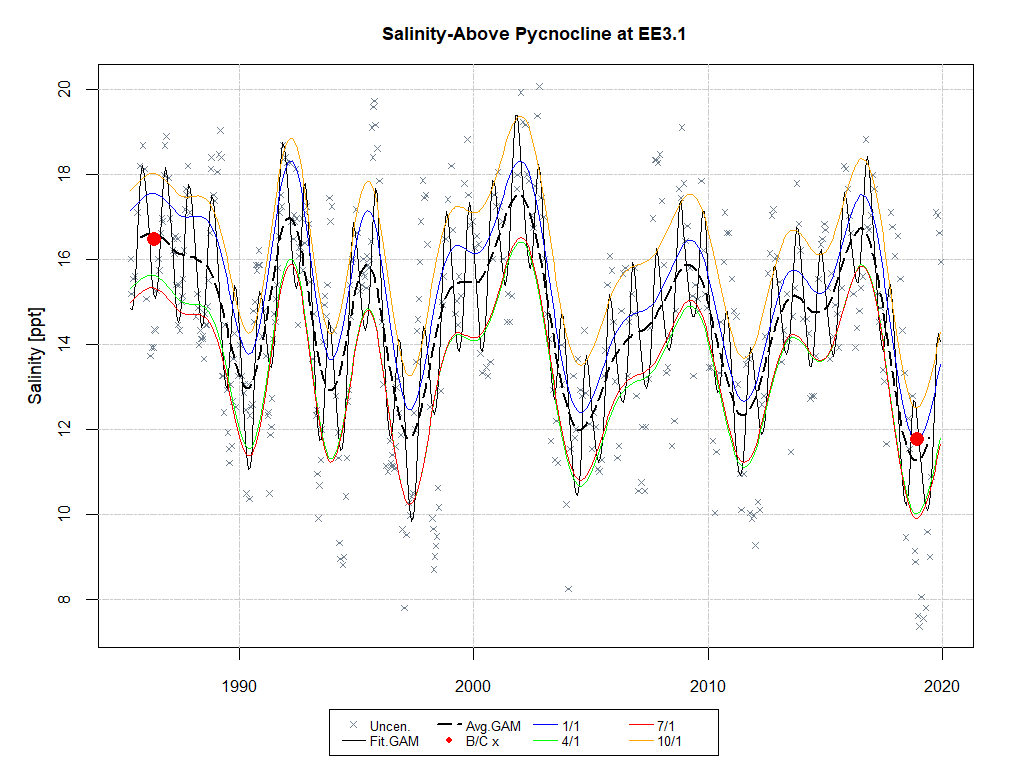 Salinity-Above Pycnocline at EE3.1
Salinity [ppt]
20
18
16
14
12
10
8
1990 2000 2010 2020
Uncen. Avg.GAM 1/1 7/1
Fit.GAM B/C x 4/1 10/1